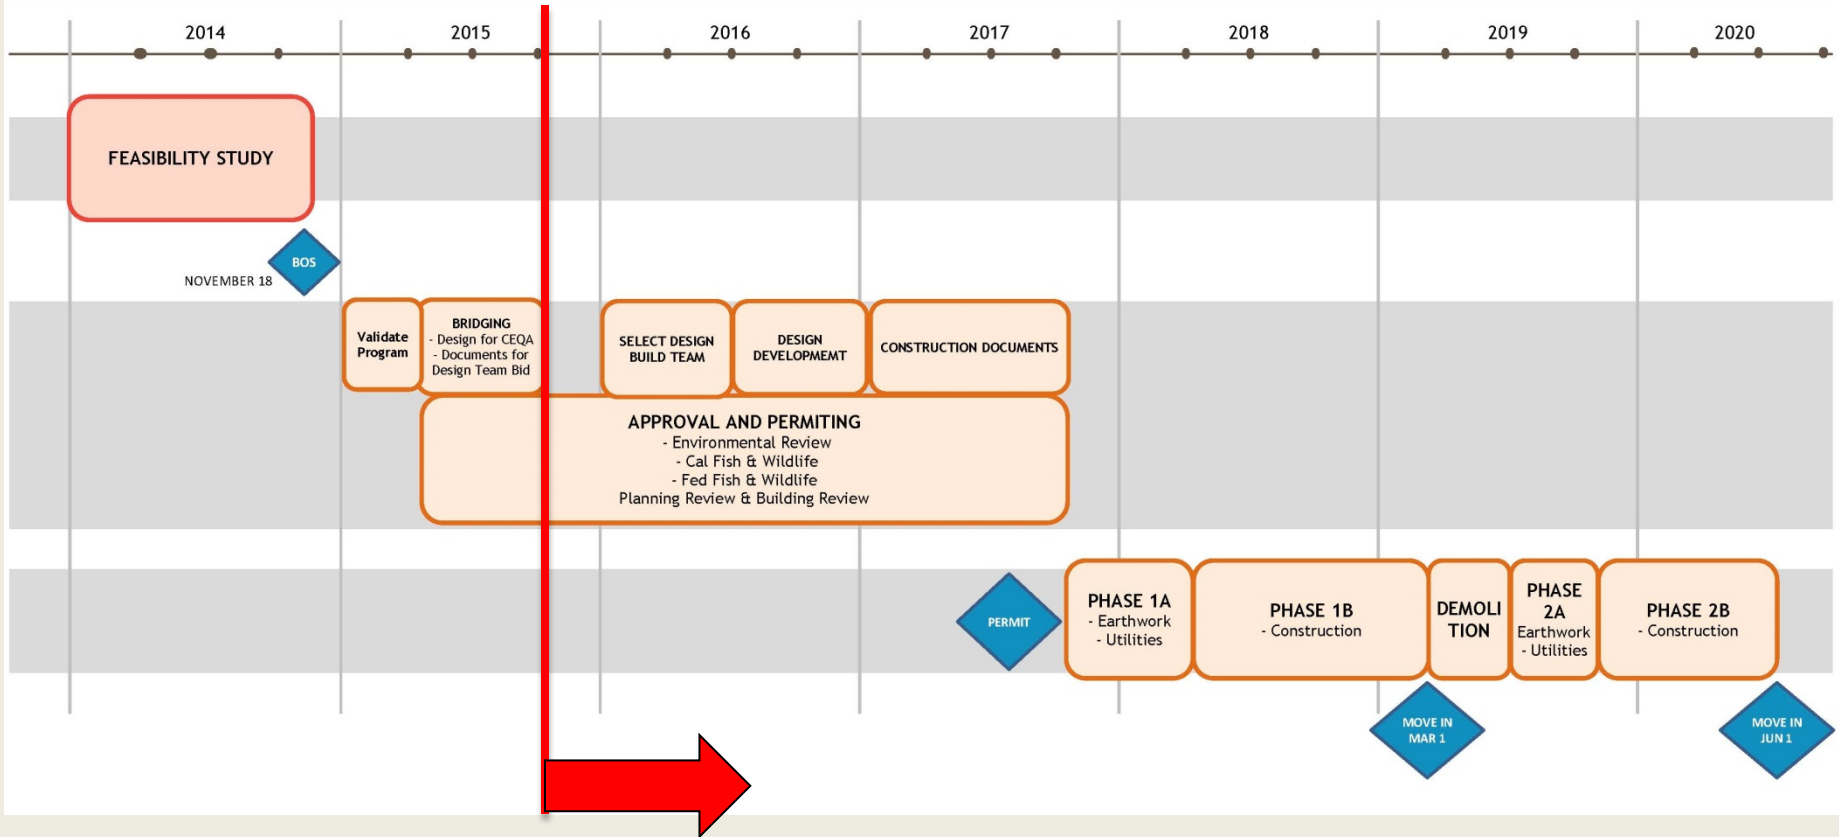 2014
2015
2016
2017
2018
2019
2020
FEASIBILITY STUDY
BOS
NOVEMBER 18
Validate
Program
BRIDGING
- Design for CEQA
- Documents for
Design Team Bid
SELECT DESIGN
BUILD TEAM
DESIGN
DEVELOPMEMT
CONSTRUCTION DOCUMENTS
APPROVAL AND PERMITING
- Environmental Review
- Cal Fish & Wildlife
- Fed Fish & Wildlife
Planning Review & Building Review
PERMIT
PHASE 1A
- Earthwork
- Utilities
PHASE 1B
- Construction
DEMOLI
TION
PHASE
2A
Earthwork
- Utilities
PHASE 2B
- Construction
MOVE IN
MAR 1
MOVE IN
JUN 1